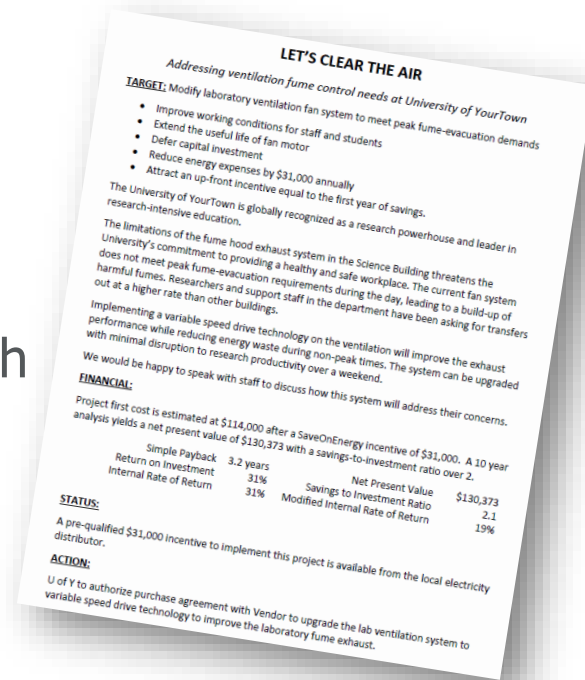 LET'S CLEAR THE AIR
Addressing ventilation fume control needs at University of YourTown
TARGET: Modify laboratory ventilation fan system to meet peak fume-evacuation demands
• Improve working conditions for staff and students
• Extend the useful life of fan motor
• Defer capital investment
• Reduce energy expenses by $31,000 annually
• Attract an up-front incentive equal to the first year of savings.
The University of YourTown is globally recognized as a research powerhouse and leader in
research-intensive education.
The limitations of the fume hood exhaust system in the Science Building threatens the
University's commitment to providing a healthy and safe workplace. The current fan system
does not meet peak fume-evacuation requirements during the day, leading to a build-up of
harmful fumes. Researchers and support staff in the department have been asking for transfers
out at a higher rate than other buildings.
Implementing a variable speed drive technology on the ventilation will improve the exhaust
performance while reducing energy waste during non-peak times. The system can be upgraded
with minimal disruption to research productivity over a weekend.
We would be happy to speak with staff to discuss how this system will address their concerns.
h
FINANCIAL:
Project first cost is estimated at $114,000 after a SaveOnEnergy incentive of $31,000. A 10 year
analysis yields a net present value of $130,373 with a savings-to-investment ratio over 2.
Simple Payback 3.2 years Net Present Value $130,373
Return on Investment 31% Savings to Investment Ratio 2.1
Internal Rate of Return 31% Modified Internal Rate of Return 19%
STATUS:
A pre-qualified $31,000 incentive to implement this project is available from the local electricity
distributor.
ACTION:
U of Y to authorize purchase agreement with Vendor to upgrade the lab ventilation system to
variable speed drive technology to improve the laboratory fume exhaust.